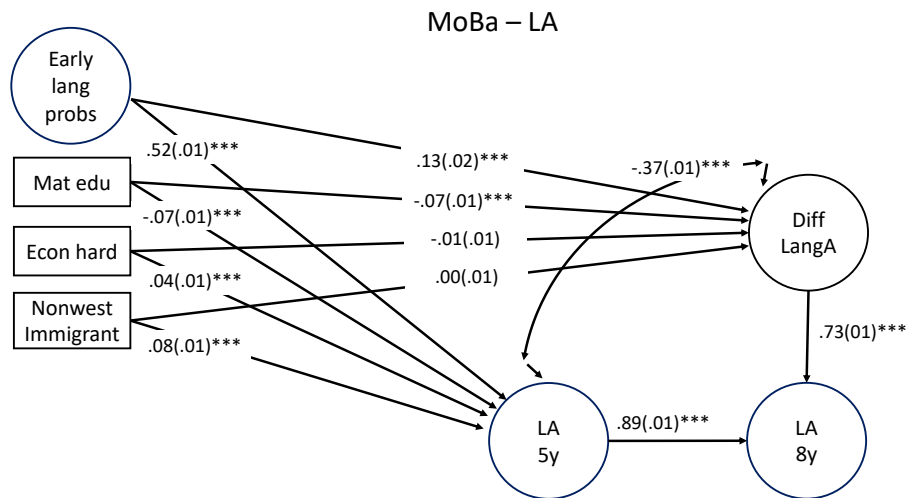 MoBa – LA
Early
lang
probs
.52(.01)***
.13(.02)***
-.37(.01)***
Mat edu
-.07(.01)***
-.07(.01)***
Diff
LangA
Econ hard
-.01(.01)
.04(.01)***
.00(.01)
Nonwest
Immigrant
.08(.01)***
.73(01)***
LA
5y
.89(.01)***
LA
8y